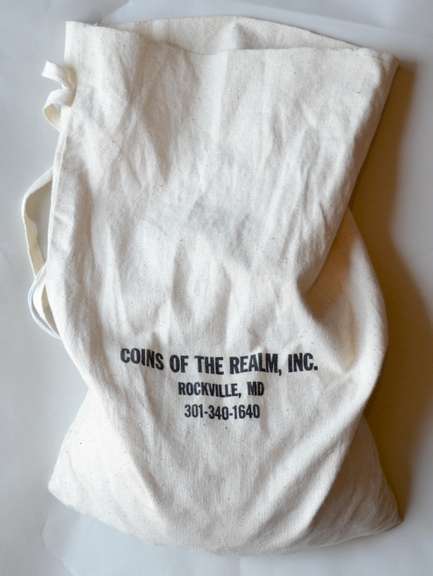 COINS OF THE REALM, INC.
ROCKVILLE, MD
301-340-1640